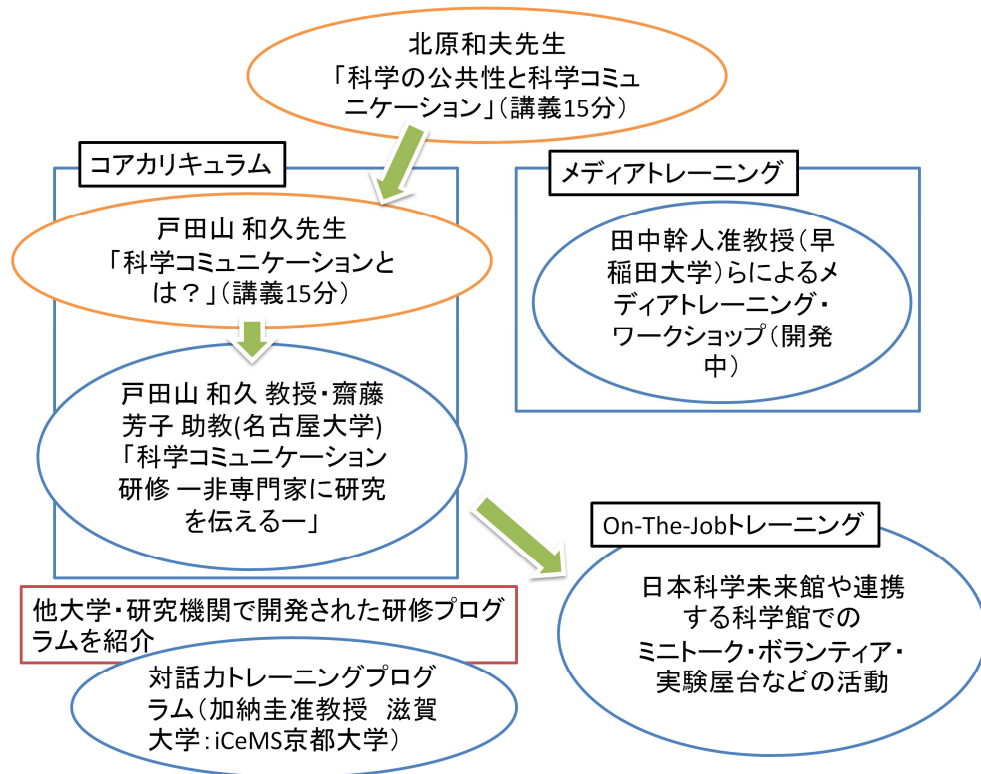 北原和夫先生
「科学の公共性と科学コミュ
ニケーション」（講義15分）
コアカリキュラム
戸田山 和久先生
「科学コミュニケーションと
は？」（講義15分）
戸田山 和久 教授・齋藤
芳子 助教(名古屋大学)
「科学コミュニケーション
研修 ー非専門家に研究
を伝えるー」
メディアトレーニング
田中幹人准教授（早
稲田大学）らによるメ
ディアトレーニング・
ワークショップ（開発
中）
On-The-Jobトレーニング
日本科学未来館や連携
する科学館での
ミニトーク・ボランティア・
実験屋台などの活動
他大学・研究機関で開発された研修プログ
ラムを紹介
対話力トレーニングプログ
ラム（加納圭准教授　滋賀
大学：iCeMS京都大学）